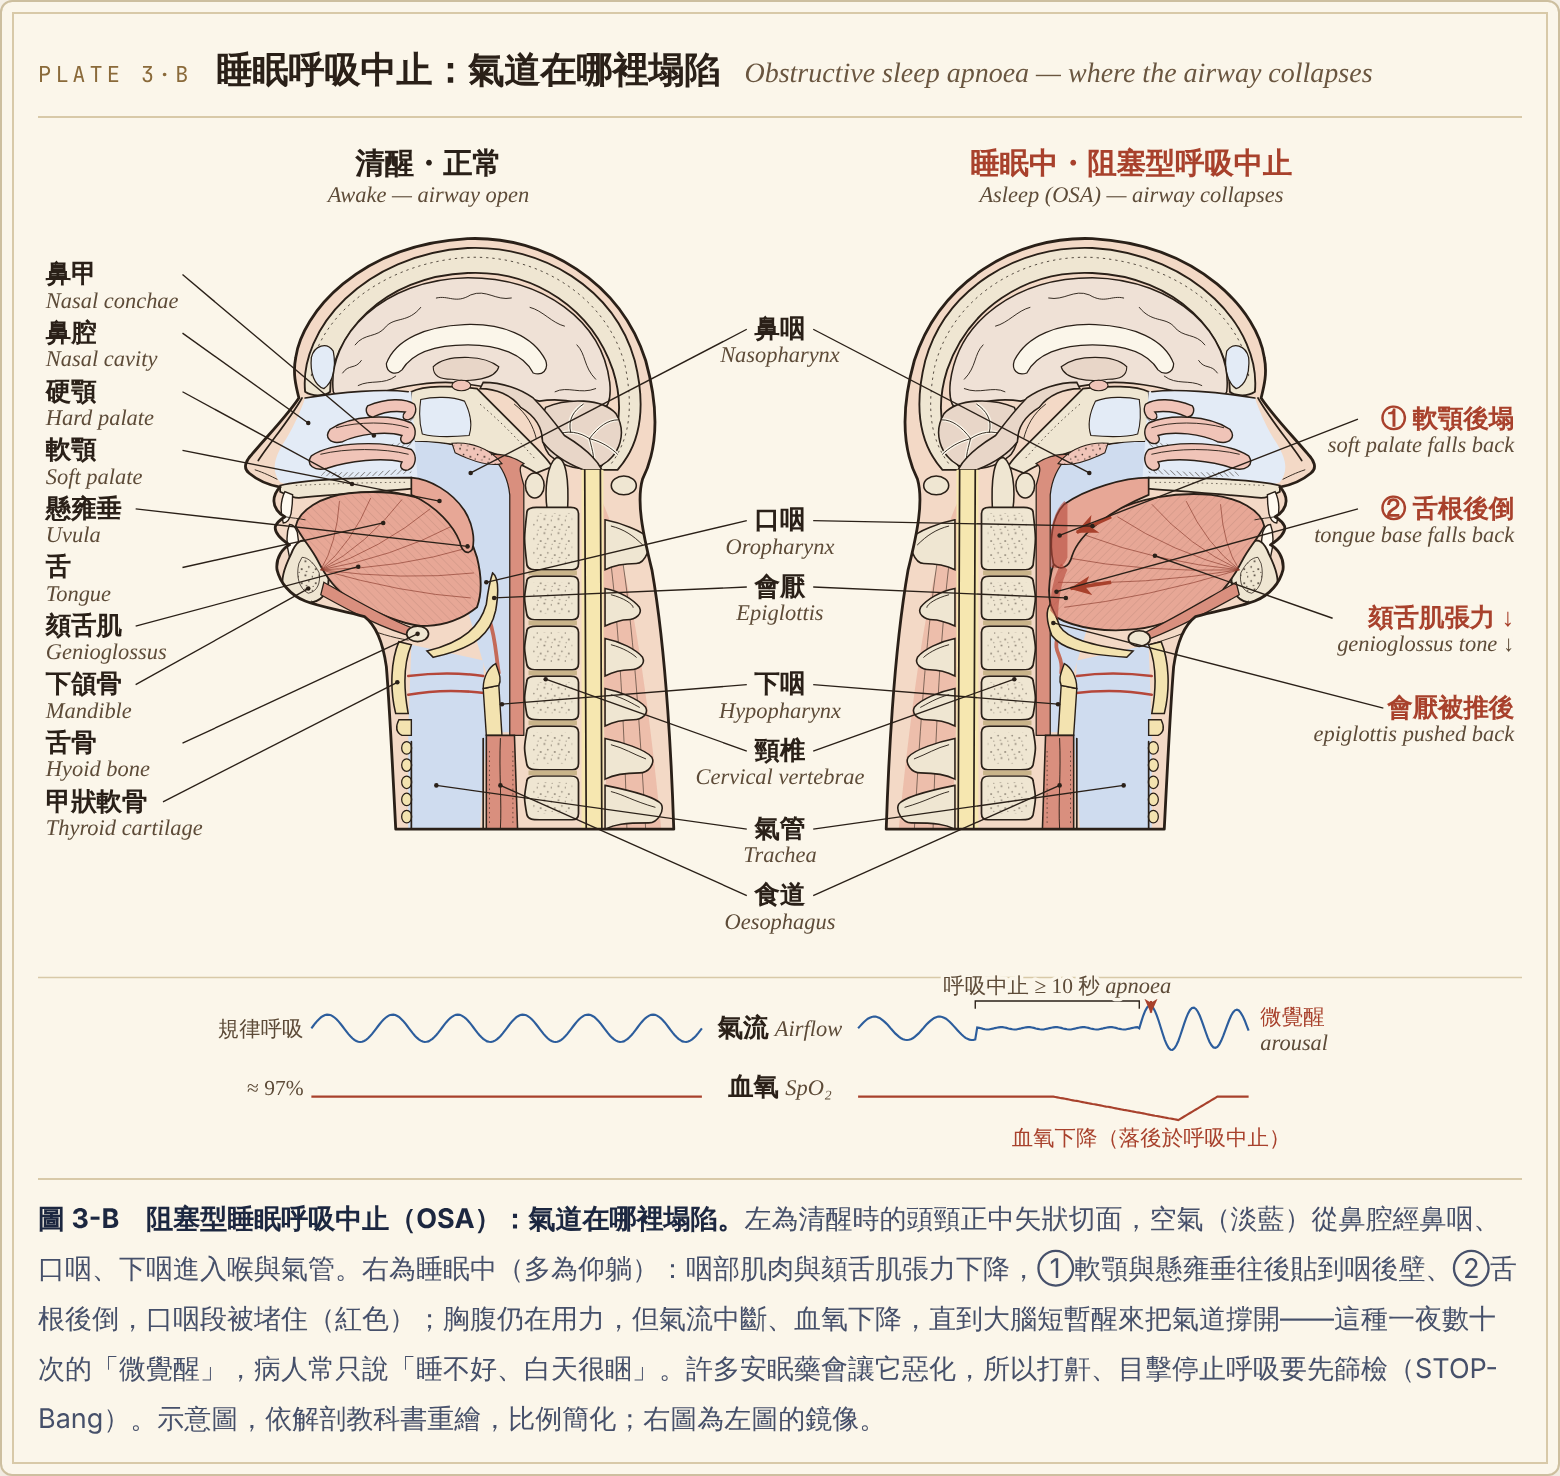 PLATE 3·B 睡眠呼吸中止：氣道在哪裡塌陷 Obstructive sleep apnoea — where the airway collapses
清醒・正常
Awake — airway open
睡眠中・阻塞型呼吸中止
Asleep (OSA) — airway collapses
鼻甲
Nasal conchae
鼻腔
Nasal cavity
硬顎
Hard palate
軟顎
Soft palate
懸雍垂
Uvula
舌
Tongue
頦舌肌
Genioglossus
下頜骨
Mandible
舌骨
Hyoid bone
甲狀軟骨
Thyroid cartilage
鼻咽
Nasopharynx
口咽
Oropharynx
會厭
Epiglottis
下咽
Hypopharynx
頸椎
Cervical vertebrae
氣管
Trachea
食道
Oesophagus
① 軟顎後塌
soft palate falls back
② 舌根後倒
tongue base falls back
頦舌肌張力 ↓
genioglossus tone ↓
會厭被推後
epiglottis pushed back
呼吸中止 ≥ 10 秒 apnoea
規律呼吸
氣流 Airflow
微覺醒
arousal
≈ 97%
血氧 SpO₂
血氧下降（落後於呼吸中止）
圖 3-B　阻塞型睡眠呼吸中止（OSA）：氣道在哪裡塌陷。左為清醒時的頭頸正中矢狀切面，空氣（淡藍）從鼻腔經鼻咽、
口咽、下咽進入喉與氣管。右為睡眠中（多為仰躺）：咽部肌肉與頦舌肌張力下降，①軟顎與懸雍垂往後貼到咽後壁、②舌
根後倒，口咽段被堵住（紅色）；胸腹仍在用力，但氣流中斷、血氧下降，直到大腦短暫醒來把氣道撐開——這種一夜數十
次的「微覺醒」，病人常只說「睡不好、白天很睏」。許多安眠藥會讓它惡化，所以打鼾、目擊停止呼吸要先篩檢（STOP-
Bang）。示意圖，依解剖教科書重繪，比例簡化；右圖為左圖的鏡像。